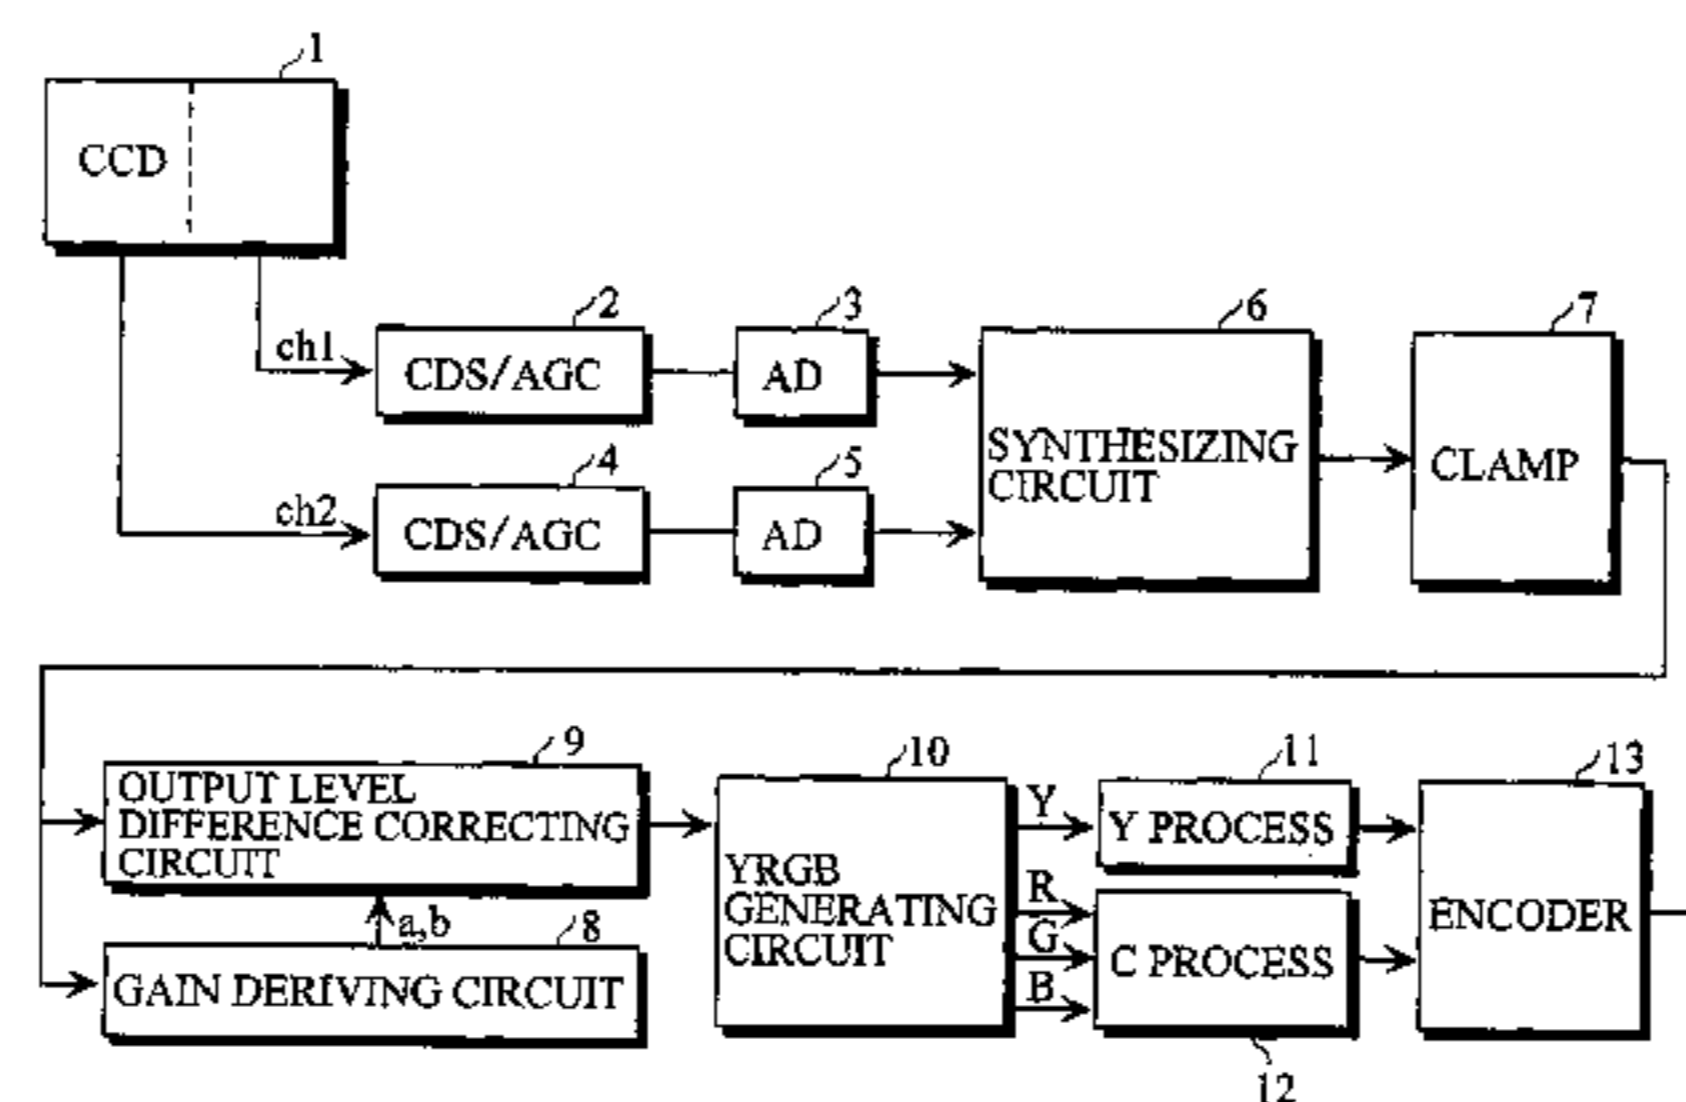 1
CCD
ch1
2
CDS/AGC
3
AD
6
SYNTHESIZING
CIRCUIT
7
CLAMP
ch2
4
CDS/AGC
5
AD
9
OUTPUT LEVEL
DIFFERENCE CORRECTING
CIRCUIT
a,b
8
GAIN DERIVING CIRCUIT
10
YRGB
GENERATING
CIRCUIT
Y
R
G
B
11
Y PROCESS
C PROCESS
12
13
ENCODER